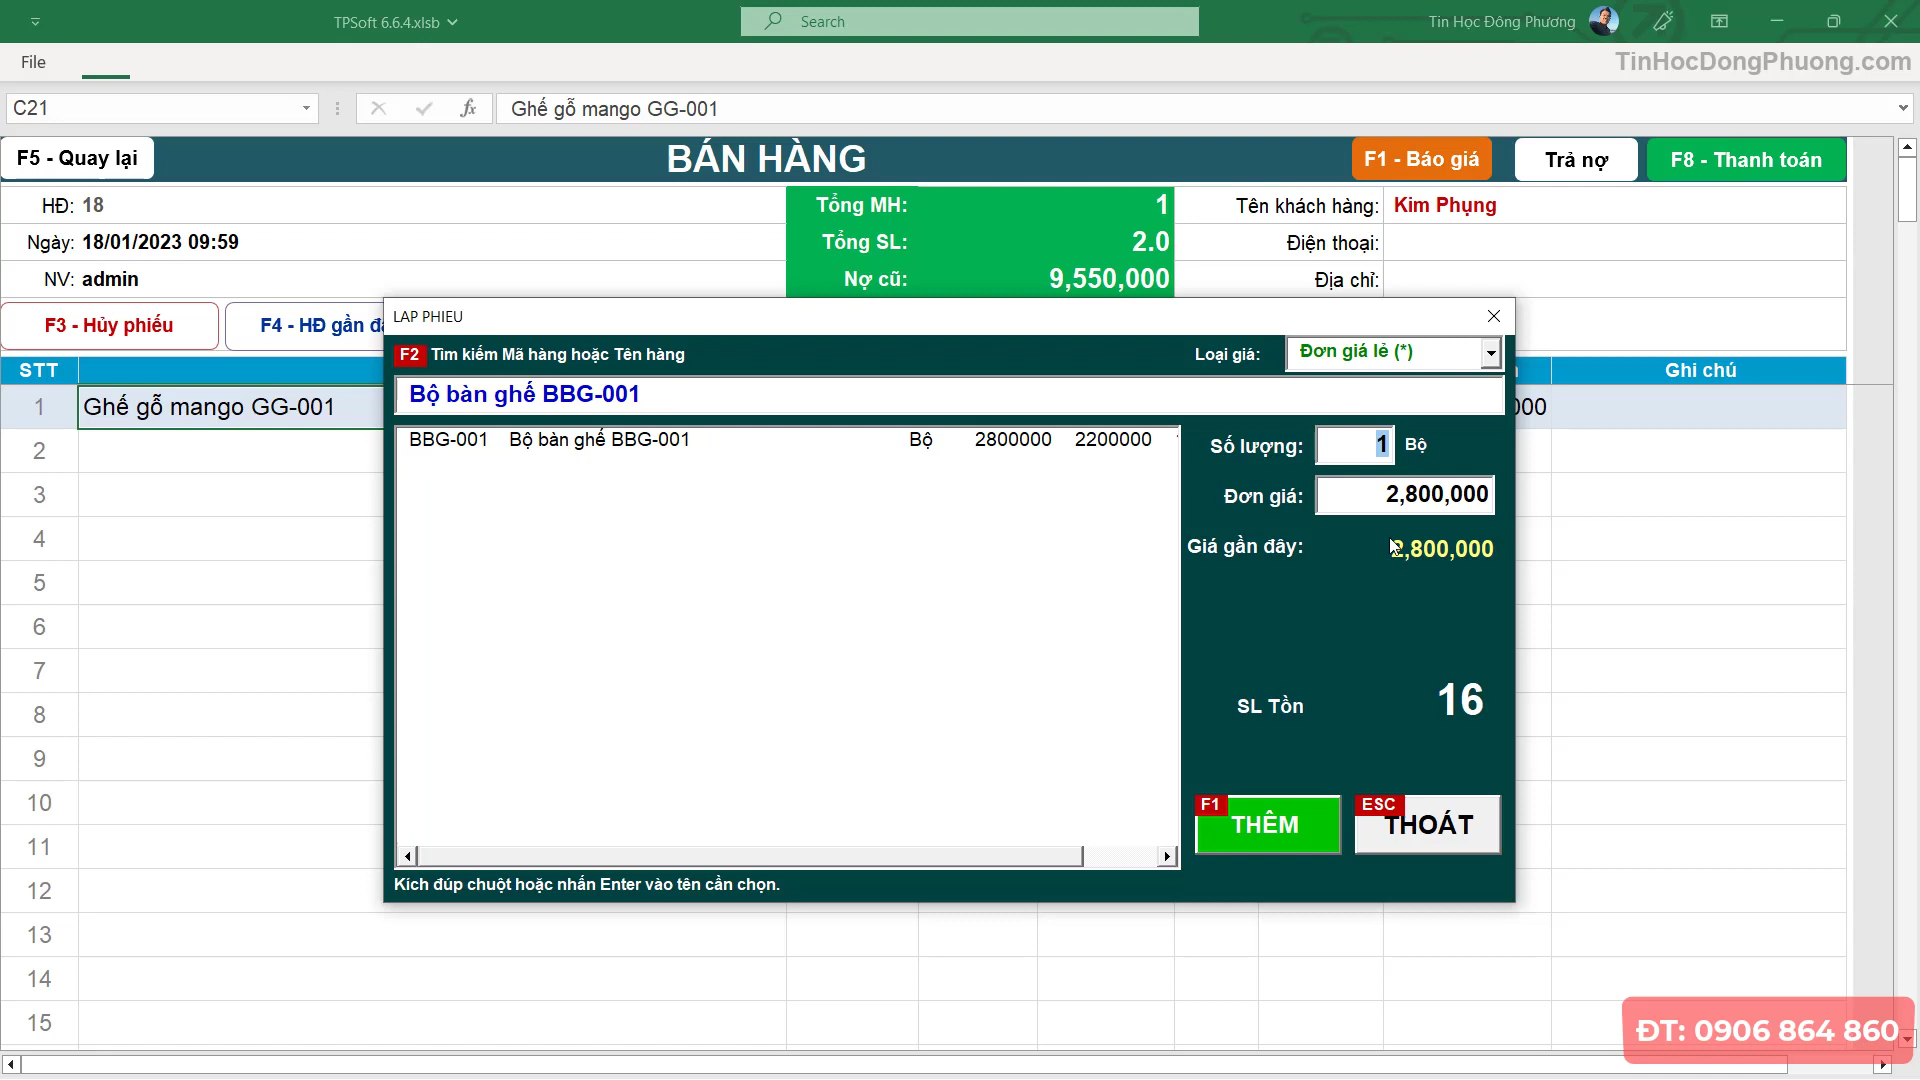 TPSoft 6.6.4.xlsb
Search
Tin Học Đông Phương
File
TinHocDongPhuong.com
C21
fx
Ghế gỗ mango GG-001
F5 - Quay lại
BÁN HÀNG
F1 - Báo giá
Trả nợ
F8 - Thanh toán
HĐ: 18
Tổng MH: 1
Tên khách hàng: Kim Phụng
Ngày: 18/01/2023 09:59
Tổng SL: 2.0
Điện thoại:
NV: admin
Nợ cũ: 9,550,000
Địa chỉ:
F3 - Hủy phiếu
F4 - HĐ gần đ
LAP PHIEU
F2 Tìm kiếm Mã hàng hoặc Tên hàng
Loại giá: Đơn giá lẻ (*)
STT
Ghi chú
Bộ bàn ghế BBG-001
1 Ghế gỗ mango GG-001
000
BBG-001 Bộ bàn ghế BBG-001 Bộ 2800000 2200000
Số lượng: 1 Bộ
2
Đơn giá: 2,800,000
3
Giá gần đây: 2,800,000
4
5
6
7
SL Tồn 16
8
9
10
F1 THÊM
ESC THOÁT
11
Kích đúp chuột hoặc nhấn Enter vào tên cần chọn.
12
13
14
15
ĐT: 0906 864 860